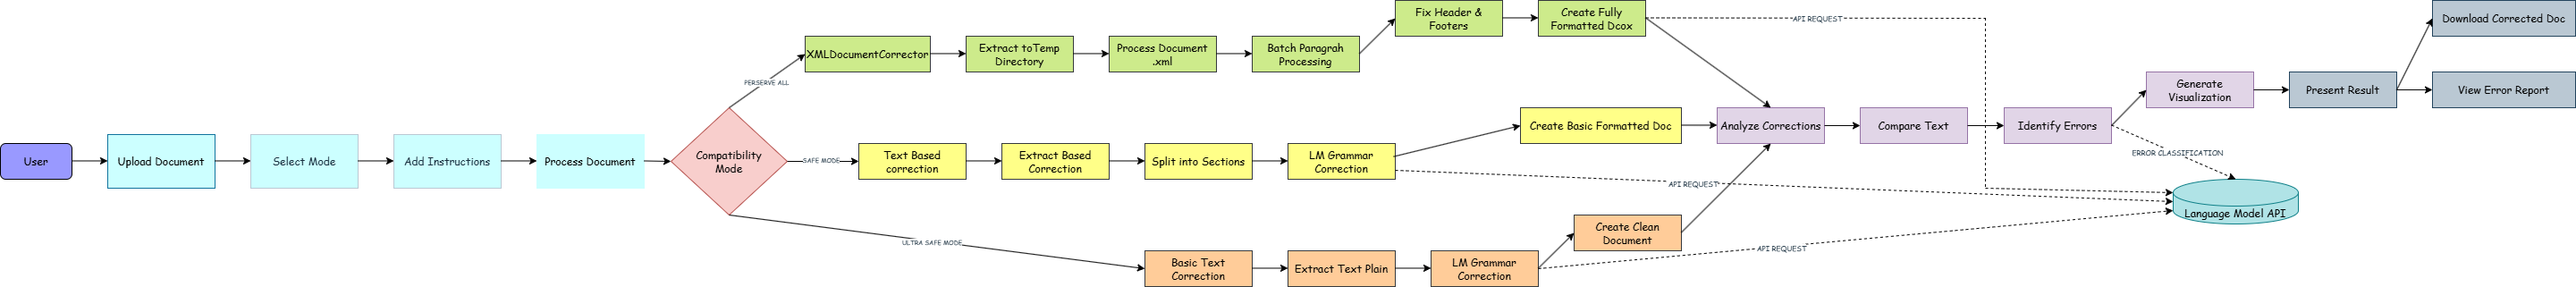 User
Upload Document
Select Mode
Add Instructions
Process Document
Compatibility
Mode
PERSERVE ALL
XMLDocumentCorrector
Extract toTemp
Directory
Process Document
.xml
Batch Paragrah
Processing
Fix Header &
Footers
Create Fully
Formatted Dcox
API REQUEST
SAFE MODE
Text Based
correction
Extract Based
Correction
Split into Sections
LM Grammar
Correction
Create Basic Formatted Doc
API REQUEST
ULTRA SAFE MODE
Basic Text
Correction
Extract Text Plain
LM Grammar
Correction
Create Clean
Document
API REQUEST
Analyze Corrections
Compare Text
Identify Errors
ERROR CLASSIFICATION
Language Model API
Generate
Visualization
Present Result
Download Corrected Doc
View Error Report